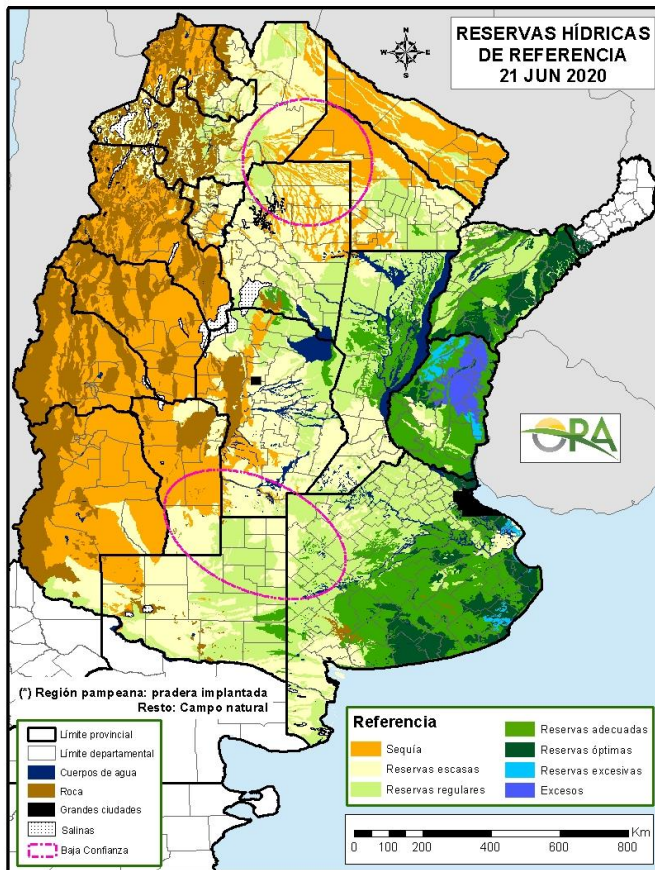 RESERVAS HÍDRICAS
DE REFERENCIA
21 JUN 2020
N
W
E
S
ORA
(*) Región pampeana: pradera implantada
Resto: Campo natural
Límite provincial
Límite departamental
Cuerpos de agua
Roca
Grandes ciudades
Salinas
Baja Confianza
Referencia
Sequía
Reservas escasas
Reservas regulares
Reservas adecuadas
Reservas óptimas
Reservas excesivas
Excesos
Km
0 100 200 400 600 800